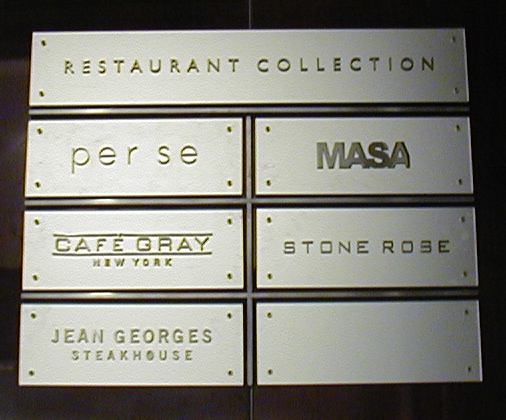 RESTAURANT COLLECTION
per se
MASA
CAFÉ GRAY
NEW YORK
STONE ROSE
JEAN GEORGES
STEAKHOUSE